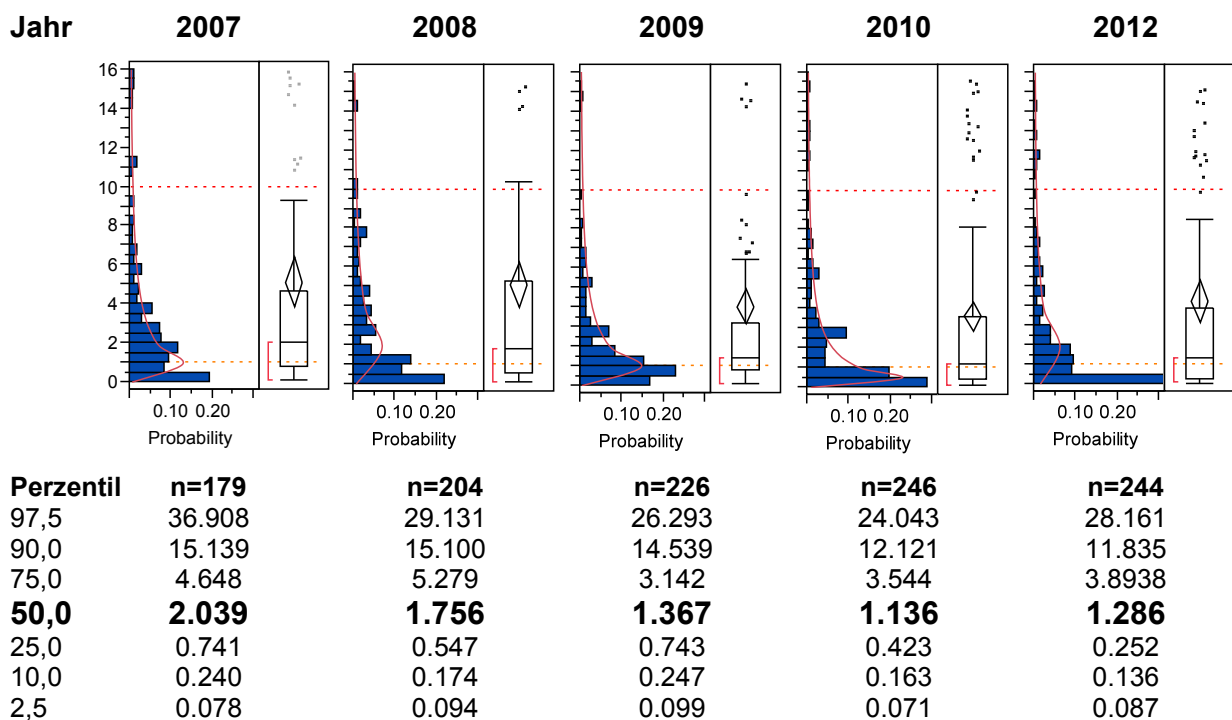 Jahr 2007 2008 2009 2010 2012
16
14
12
10
8
6
4
2
0
0.10 0.20 0.10 0.20 0.10 0.20 0.10 0.20 0.10 0.20
Probability Probability Probability Probability Probability
Perzentil n=179 n=204 n=226 n=246 n=244
97,5 36.908 29.131 26.293 24.043 28.161
90,0 15.139 15.100 14.539 12.121 11.835
75,0 4.648 5.279 3.142 3.544 3.8938
50,0 2.039 1.756 1.367 1.136 1.286
25,0 0.741 0.547 0.743 0.423 0.252
10,0 0.240 0.174 0.247 0.163 0.136
2,5 0.078 0.094 0.099 0.071 0.087